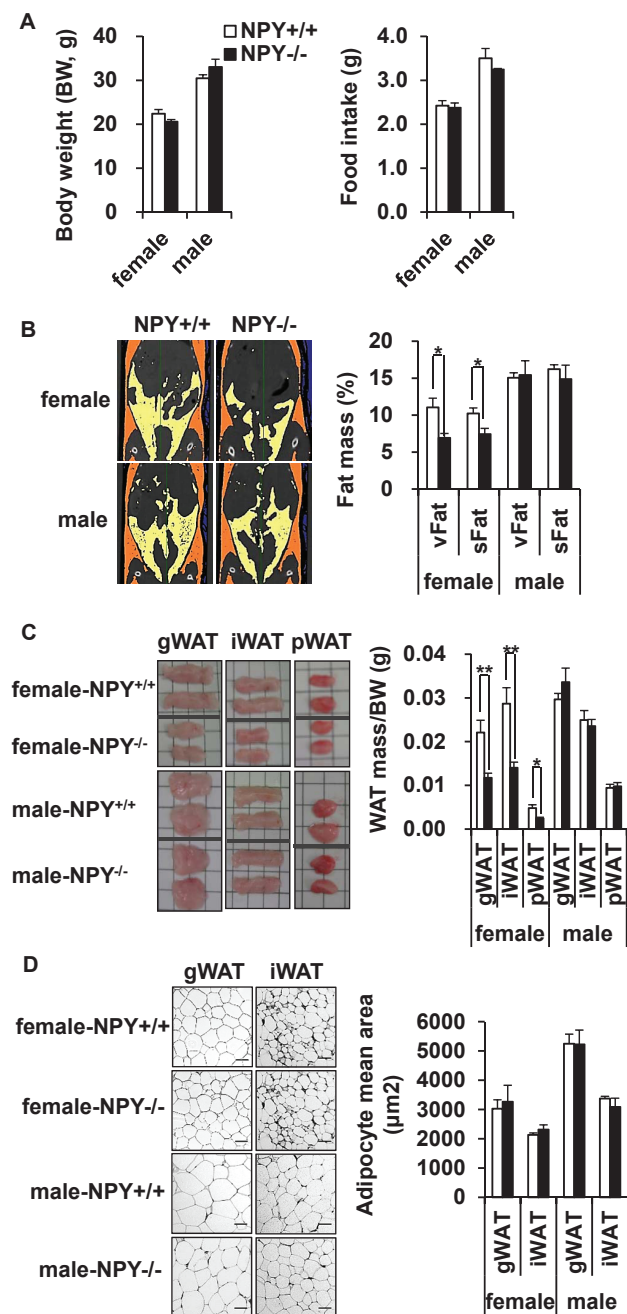 A
NPY+/+
NPY-/-
Body weight (BW, g)
40
30
20
10
0
female
male
Food intake (g)
4.0
3.0
2.0
1.0
0.0
female
male
B
NPY+/+ NPY-/-
female
male
Fat mass (%)
20
15
10
5
0
* *
vFat sFat vFat sFat
female male
C
gWAT iWAT pWAT
female-NPY+/+
female-NPY-/-
male-NPY+/+
male-NPY-/-
WAT mass/BW (g)
0.04
0.03
0.02
0.01
0.00
** ** *
gWAT iWAT pWAT gWAT iWAT pWAT
female male
D
gWAT iWAT
female-NPY+/+
female-NPY-/-
male-NPY+/+
male-NPY-/-
Adipocyte mean area
(µm2)
6000
5000
4000
3000
2000
1000
0
gWAT iWAT gWAT iWAT
female male